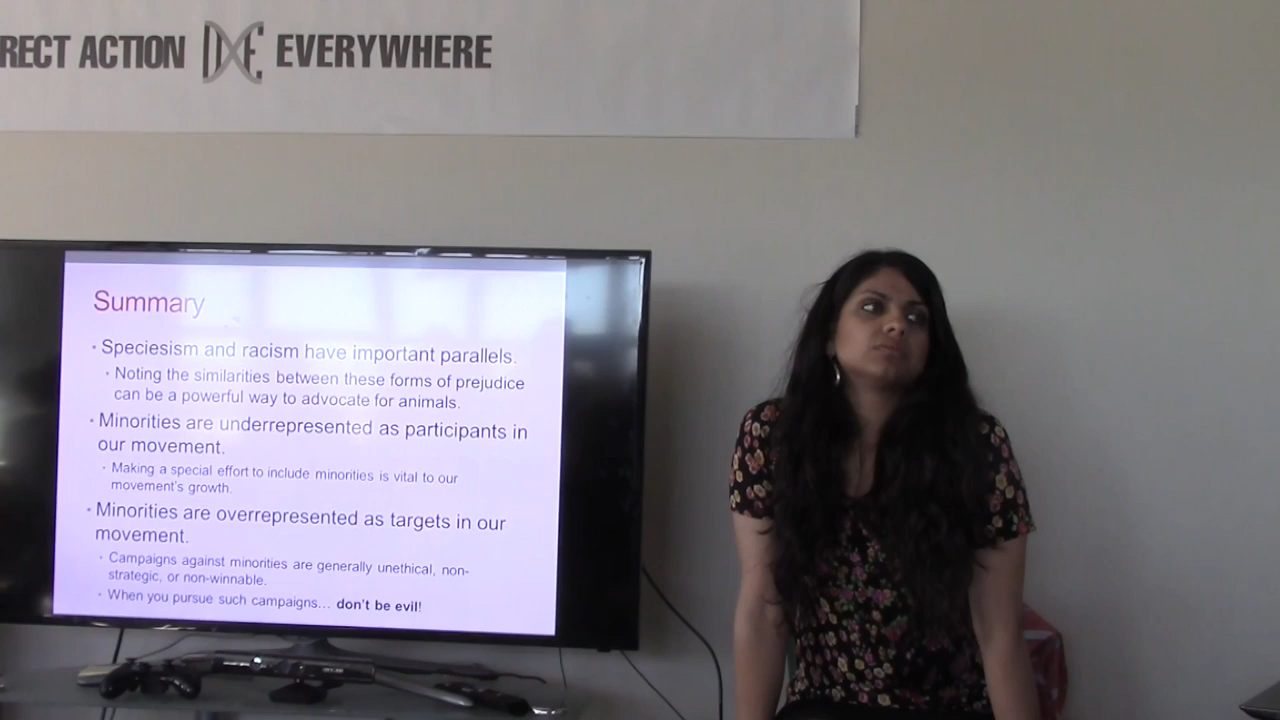 RECT ACTION DXE EVERYWHERE
Summary
• Speciesism and racism have important parallels.
• Noting the similarities between these forms of prejudice
can be a powerful way to advocate for animals.
• Minorities are underrepresented as participants in
our movement.
• Making a special effort to include minorities is vital to our
movement's growth.
• Minorities are overrepresented as targets in our
movement.
• Campaigns against minorities are generally unethical, non-
strategic, or non-winnable.
• When you pursue such campaigns... don't be evil!